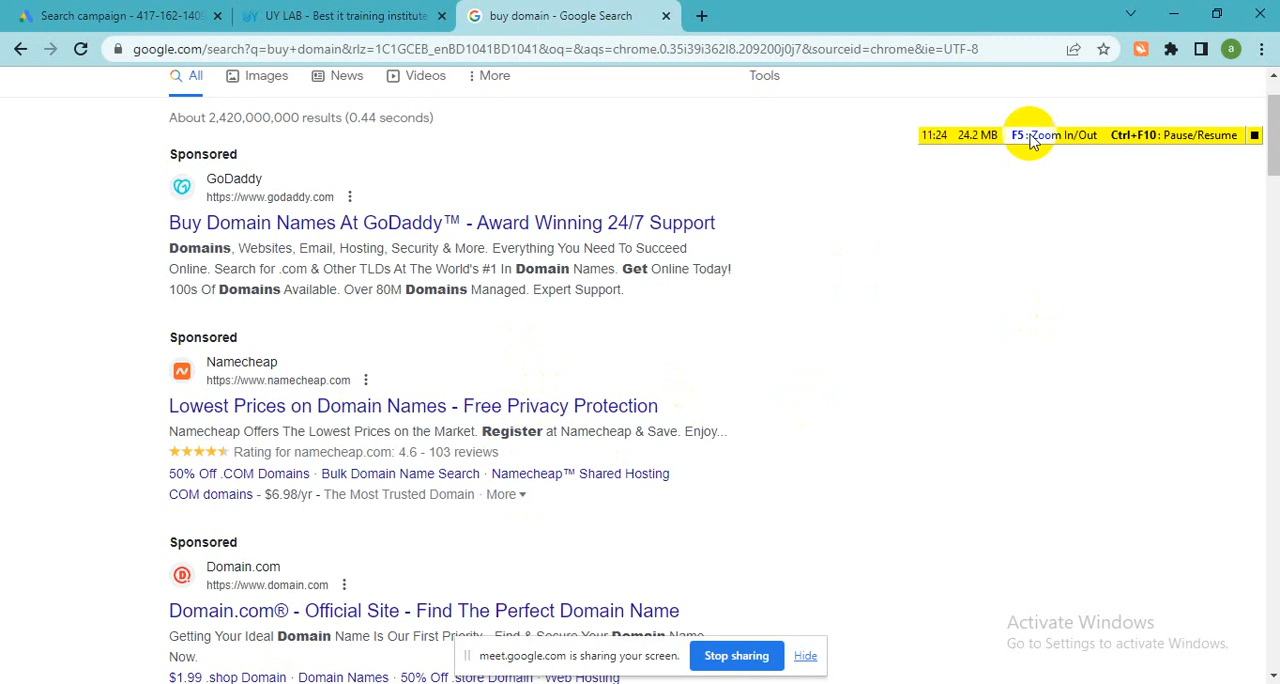 Search campaign - 417-162-140
UY LAB - Best it training institute
buy domain - Google Search
google.com/search?q=buy+domain&rlz=1C1GCEB_enBD1041BD1041&oq=&aqs=chrome.0.35i39i362l8.209200j0j7&sourceid=chrome&ie=UTF-8
a
All
Images
News
Videos
More
Tools
About 2,420,000,000 results (0.44 seconds)
11:24 24.2 MB F5: Zoom In/Out Ctrl+F10: Pause/Resume
Sponsored
GoDaddy
https://www.godaddy.com
Buy Domain Names At GoDaddy™ - Award Winning 24/7 Support
Domains, Websites, Email, Hosting, Security & More. Everything You Need To Succeed
Online. Search for .com & Other TLDs At The World's #1 In Domain Names. Get Online Today!
100s Of Domains Available. Over 80M Domains Managed. Expert Support.
Sponsored
Namecheap
https://www.namecheap.com
Lowest Prices on Domain Names - Free Privacy Protection
Namecheap Offers The Lowest Prices on the Market. Register at Namecheap & Save. Enjoy...
Rating for namecheap.com: 4.6 - 103 reviews
50% Off .COM Domains · Bulk Domain Name Search · Namecheap™ Shared Hosting
COM domains - $6.98/yr - The Most Trusted Domain · More
Sponsored
Domain.com
https://www.domain.com
Domain.com® - Official Site - Find The Perfect Domain Name
Getting Your Ideal Domain Name Is Our First Priority. Find & Secure Your Domain Name
Now.
$1.99 .shop Domain · Domain Names · 50% Off .store Domain · Web Hosting
meet.google.com is sharing your screen.
Stop sharing
Hide
Activate Windows
Go to Settings to activate Windows.